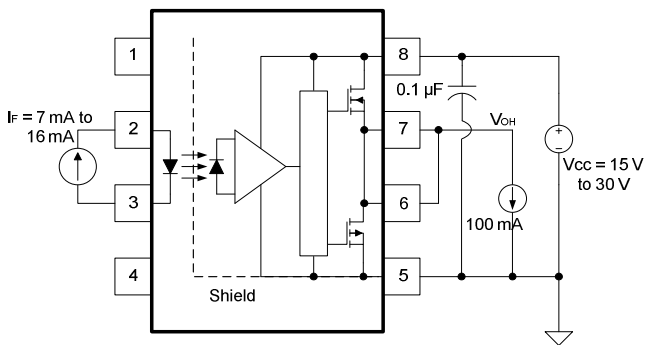 1
2
3
4
8
7
6
5
IF = 7 mA to
16 mA
Shield
0.1 µF
VOH
100 mA
+
−
VCC = 15 V
to 30 V